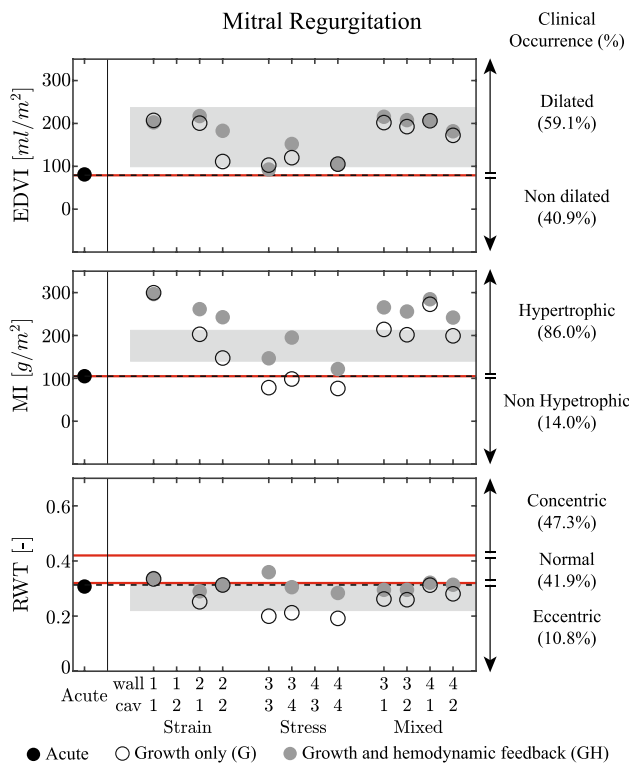 Mitral Regurgitation
Clinical
Occurrence (%)
EDVI [ml/m²]
300
200
100
0
Dilated
(59.1%)
Non dilated
(40.9%)
MI [g/m²]
300
200
100
0
Hypertrophic
(86.0%)
Non Hypetrophic
(14.0%)
RWT [-]
0.6
0.4
0.2
0
Concentric
(47.3%)
Normal
(41.9%)
Eccentric
(10.8%)
Acute
wall 1 1 2 2 3 3 4 4 3 3 4 4
cav 1 2 1 2 3 4 3 4 1 2 1 2
Strain Stress Mixed
Acute Growth only (G) Growth and hemodynamic feedback (GH)